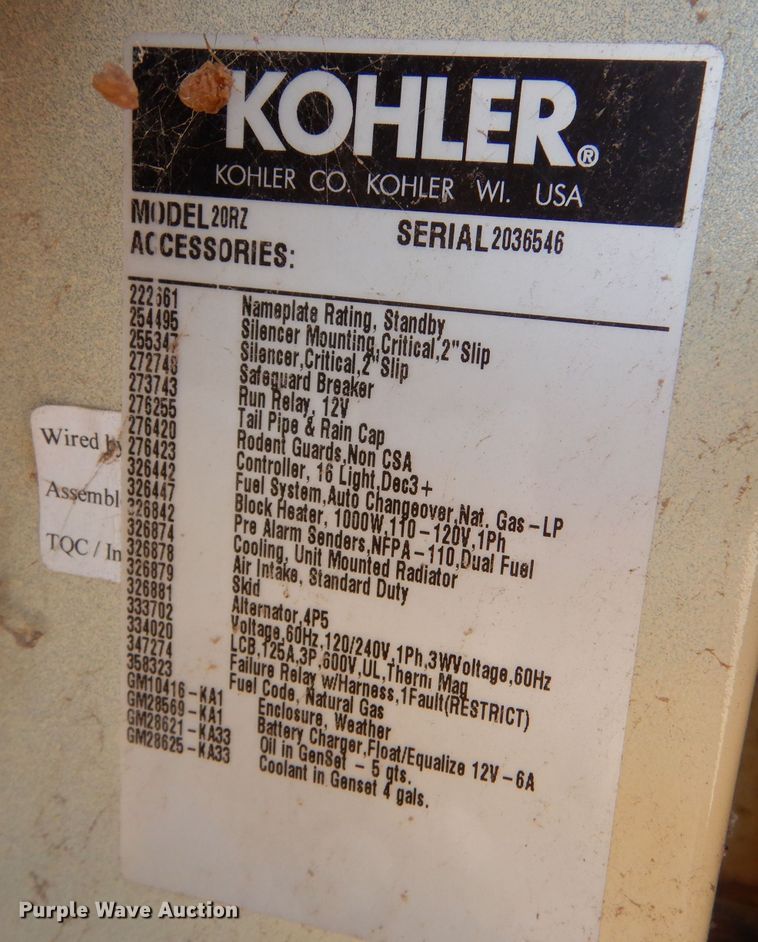 KOHLER®
KOHLER CO. KOHLER WI. USA
MODEL 20RZ SERIAL 2036546
ACCESSORIES:
222661 Nameplate Rating, Standby
254495 Silencer Mounting,Critical,2"Slip
255347 Silencer,Critical,2"Slip
272748 Safeguard Breaker
273743 Run Relay, 12V
276255 Tail Pipe & Rain Cap
276420 Rodent Guards,Non CSA
276423 Controller, 16 Light,Dec3+
326442 Fuel System,Auto Changeover,Nat. Gas-LP
326447 Block Heater, 1000W,110-120V,1Ph
326842 Pre Alarm Senders,NFPA-110,Dual Fuel
326874 Cooling, Unit Mounted Radiator
326878 Air Intake, Standard Duty
326879 Skid
326881 Alternator,4P5
333702 Voltage,60Hz,120/240V,1Ph,3WVoltage,60Hz
334020 LCB,125A,3P,600V,UL,Therm Mag
347274 Failure Relay w/Harness,1Fault(RESTRICT)
358323 Fuel Code, Natural Gas
GM10416-KA1 Enclosure, Weather
GM28569-KA1 Battery Charger,Float/Equalize 12V-6A
GM28621-KA33 Oil in GenSet - 5 qts.
GM28625-KA33 Coolant in Genset 4 gals.
Wired by
Assembl
TQC / In
Purple Wave Auction